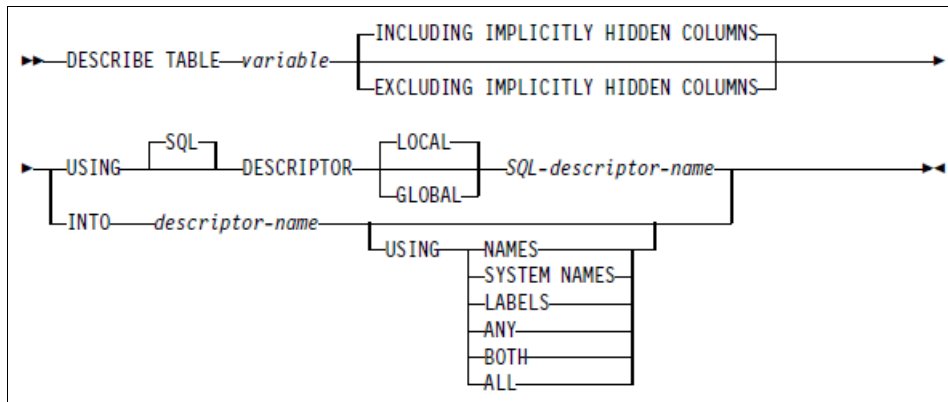 INCLUDING IMPLICITLY HIDDEN COLUMNS
DESCRIBE TABLE variable
EXCLUDING IMPLICITLY HIDDEN COLUMNS
SQL LOCAL
USING DESCRIPTOR SQL-descriptor-name
GLOBAL
INTO descriptor-name
USING NAMES
SYSTEM NAMES
LABELS
ANY
BOTH
ALL